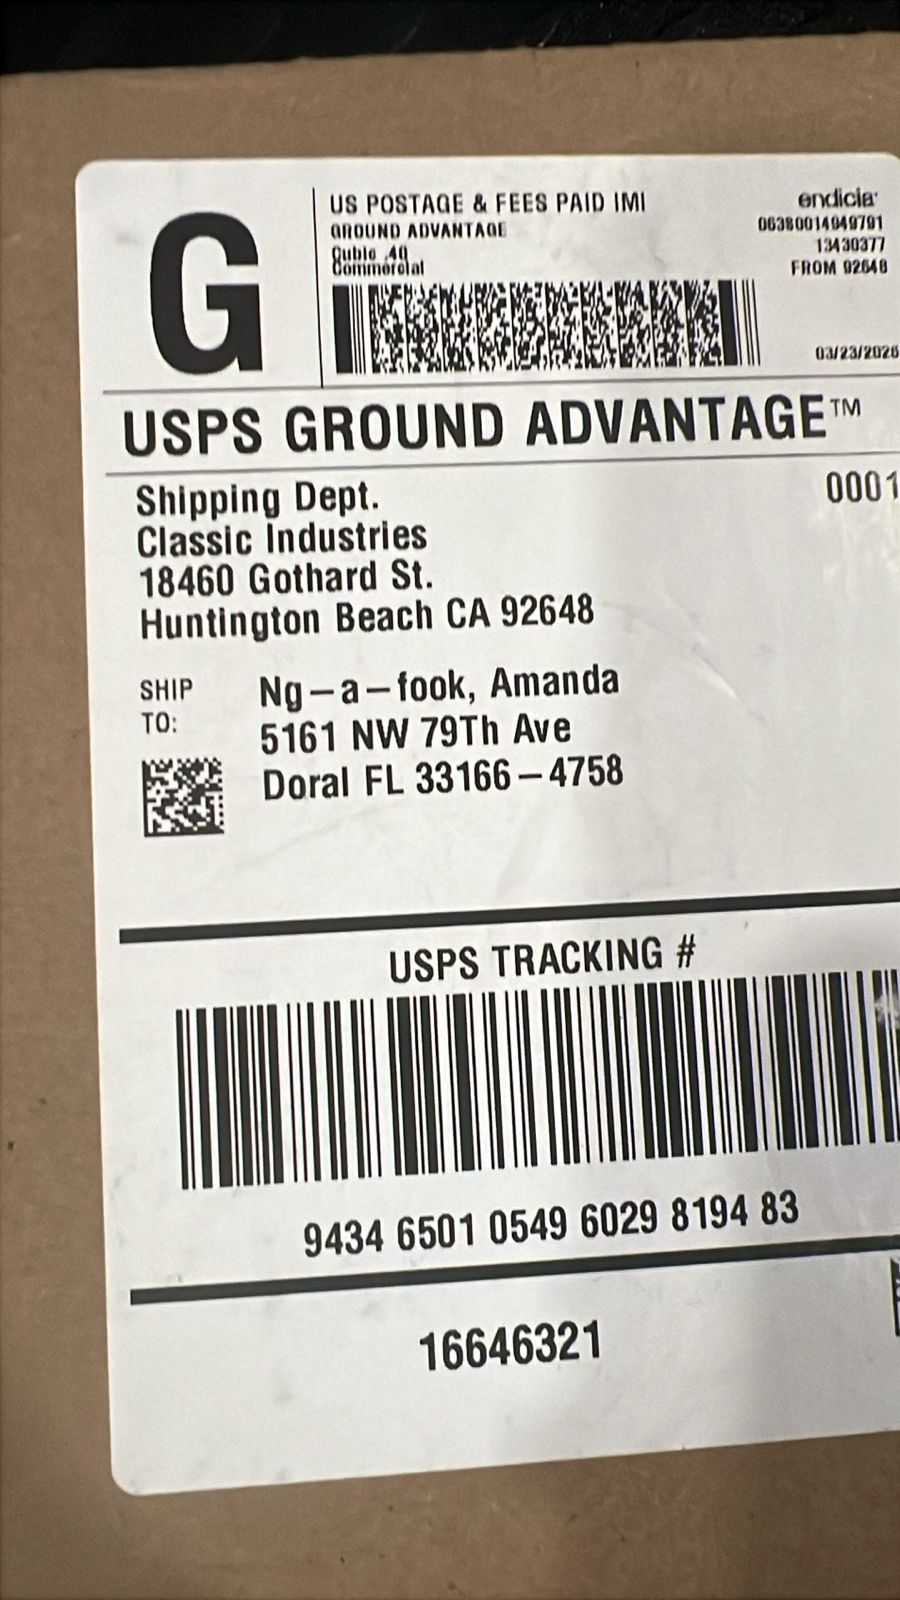 G
US POSTAGE & FEES PAID IMI
GROUND ADVANTAGE
Cubic .40
Commercial
endicia
06380014949791
13430377
FROM 92648
03/23/2026
USPS GROUND ADVANTAGE™
0001
Shipping Dept.
Classic Industries
18460 Gothard St.
Huntington Beach CA 92648
SHIP TO:
Ng-a-fook, Amanda
5161 NW 79Th Ave
Doral FL 33166-4758
USPS TRACKING #
9434 6501 0549 6029 8194 83
16646321